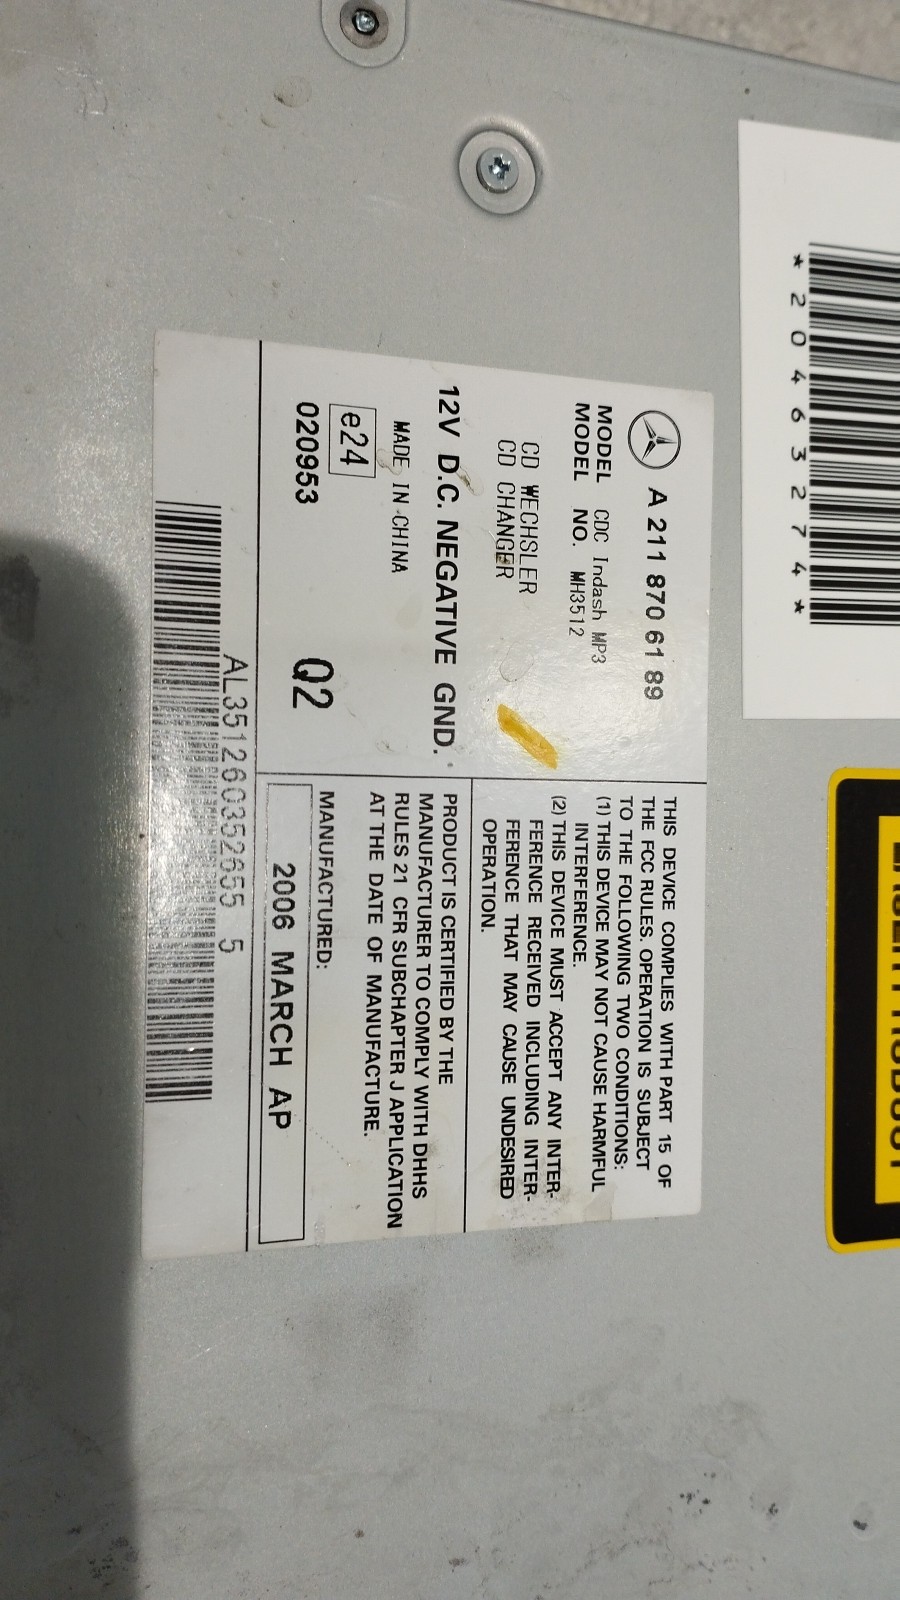 *20463274*
A 211 870 61 89
MODEL CDC Indash MP3
MODEL NO. MH3512
CD WECHSLER
CD CHANGER
12V D.C. NEGATIVE GND.
MADE IN CHINA
e24
020953
Q2
THIS DEVICE COMPLIES WITH PART 15 OF
THE FCC RULES. OPERATION IS SUBJECT
TO THE FOLLOWING TWO CONDITIONS:
(1) THIS DEVICE MAY NOT CAUSE HARMFUL
INTERFERENCE.
(2) THIS DEVICE MUST ACCEPT ANY INTER-
FERENCE RECEIVED INCLUDING INTER-
FERENCE THAT MAY CAUSE UNDESIRED
OPERATION.
PRODUCT IS CERTIFIED BY THE
MANUFACTURER TO COMPLY WITH DHHS
RULES 21 CFR SUBCHAPTER J APPLICATION
AT THE DATE OF MANUFACTURE.
MANUFACTURED:
2006 MARCH AP
AL351260352655 5